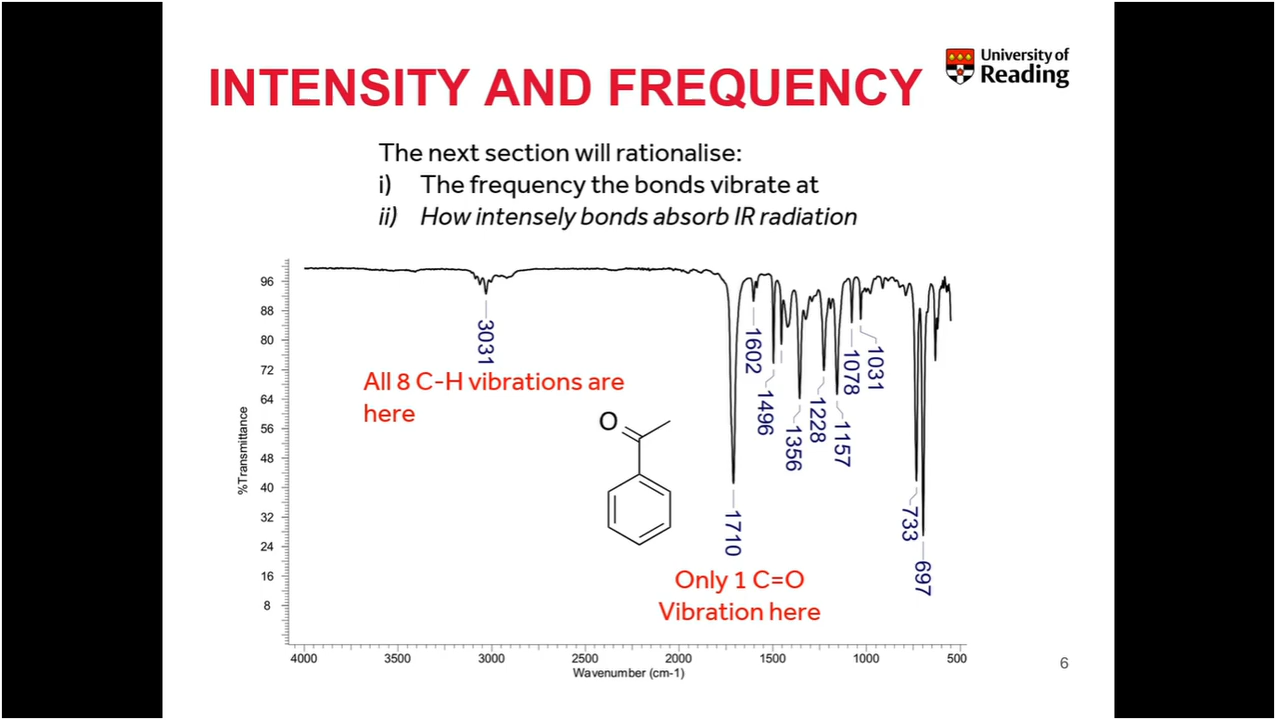 INTENSITY AND FREQUENCY
University of
Reading
The next section will rationalise:
i) The frequency the bonds vibrate at
ii) How intensely bonds absorb IR radiation
96
88
80
72
64
56
48
40
32
24
16
8
%Transmittance
3031
All 8 C-H vibrations are
here
O
1710
Only 1 C=O
Vibration here
1602
1496
1356
1228
1157
1078
1031
733
697
4000 3500 3000 2500 2000 1500 1000 500
Wavenumber (cm-1)
6